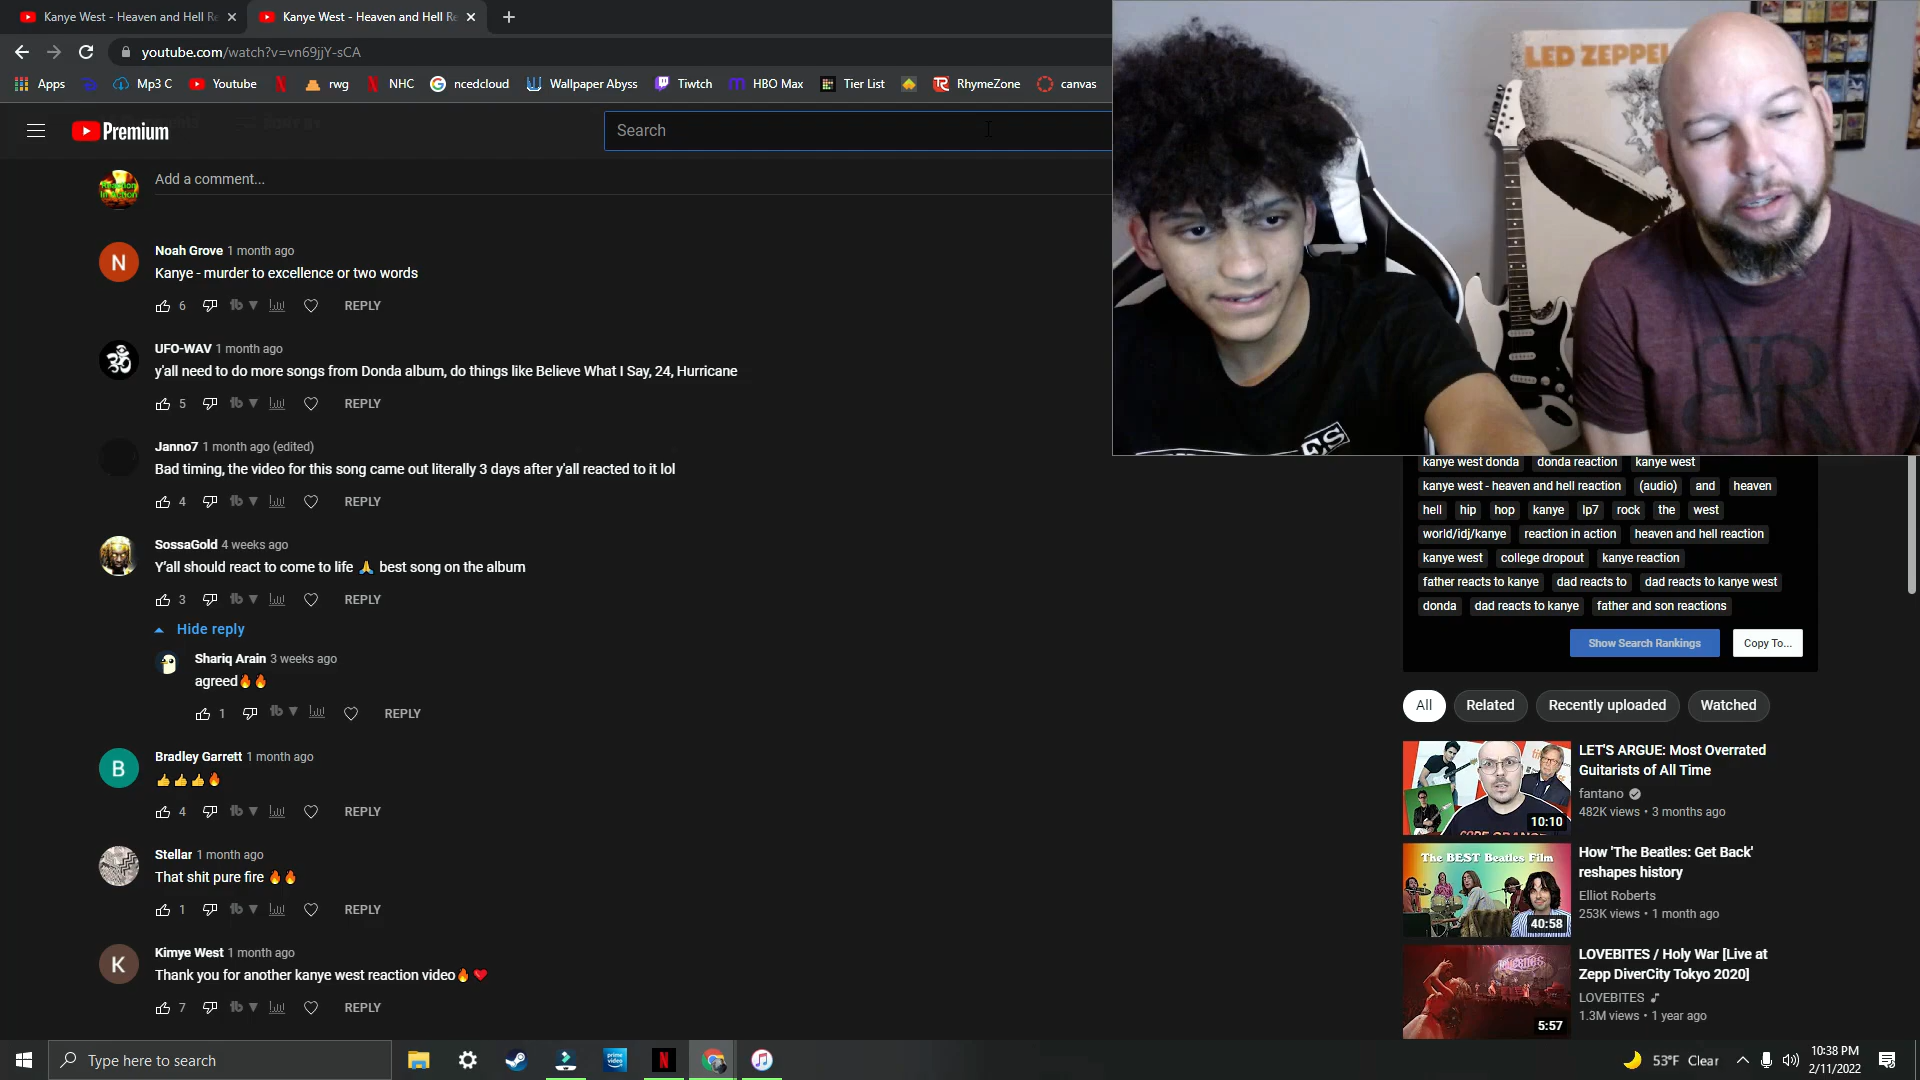 Kanye West - Heaven and Hell Re
Kanye West - Heaven and Hell Re
youtube.com/watch?v=vn69jjY-sCA
Apps
Mp3 C
Youtube
rwg
NHC
ncedcloud
Wallpaper Abyss
Tiwtch
HBO Max
Tier List
RhymeZone
canvas
Premium
Search
LED ZEPPEL
Add a comment...
Noah Grove 1 month ago
Kanye - murder to excellence or two words
6 REPLY
UFO-WAV 1 month ago
y'all need to do more songs from Donda album, do things like Believe What I Say, 24, Hurricane
5 REPLY
Janno7 1 month ago (edited)
Bad timing, the video for this song came out literally 3 days after y'all reacted to it lol
4 REPLY
SossaGold 4 weeks ago
Y'all should react to come to life 🙏 best song on the album
3 REPLY
Hide reply
Shariq Arain 3 weeks ago
agreed🔥🔥
1 REPLY
Bradley Garrett 1 month ago
👍👍👍🔥
4 REPLY
Stellar 1 month ago
That shit pure fire 🔥🔥
1 REPLY
Kimye West 1 month ago
Thank you for another kanye west reaction video🔥❤️
7 REPLY
kanye west donda donda reaction kanye west
kanye west - heaven and hell reaction (audio) and heaven
hell hip hop kanye lp7 rock the west
world/idj/kanye reaction in action heaven and hell reaction
kanye west college dropout kanye reaction
father reacts to kanye dad reacts to dad reacts to kanye west
donda dad reacts to kanye father and son reactions
Show Search Rankings Copy To...
All Related Recently uploaded Watched
10:10
LET'S ARGUE: Most Overrated
Guitarists of All Time
fantano
482K views • 3 months ago
The BEST Beatles Film
40:58
How 'The Beatles: Get Back'
reshapes history
Elliot Roberts
253K views • 1 month ago
5:57
LOVEBITES / Holy War [Live at
Zepp DiverCity Tokyo 2020]
LOVEBITES
1.3M views • 1 year ago
Type here to search
53°F Clear
10:38 PM
2/11/2022